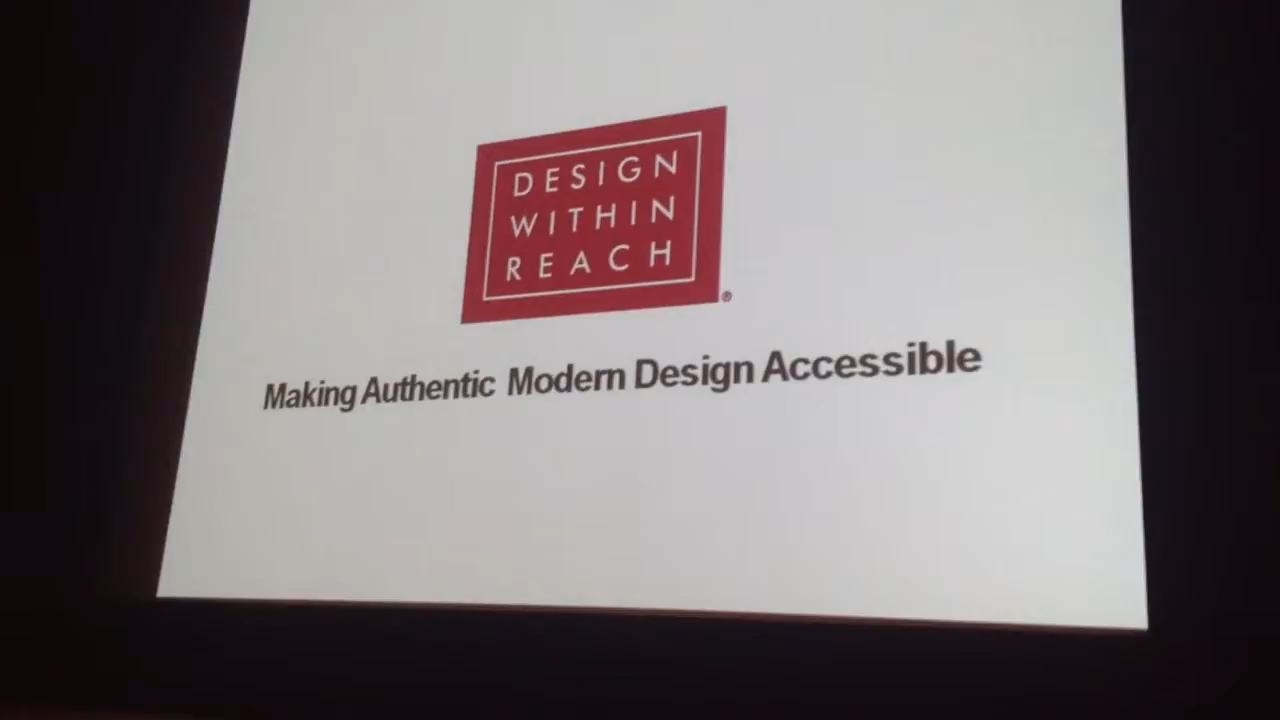 DESIGN
WITHIN
REACH
®
Making Authentic Modern Design Accessible